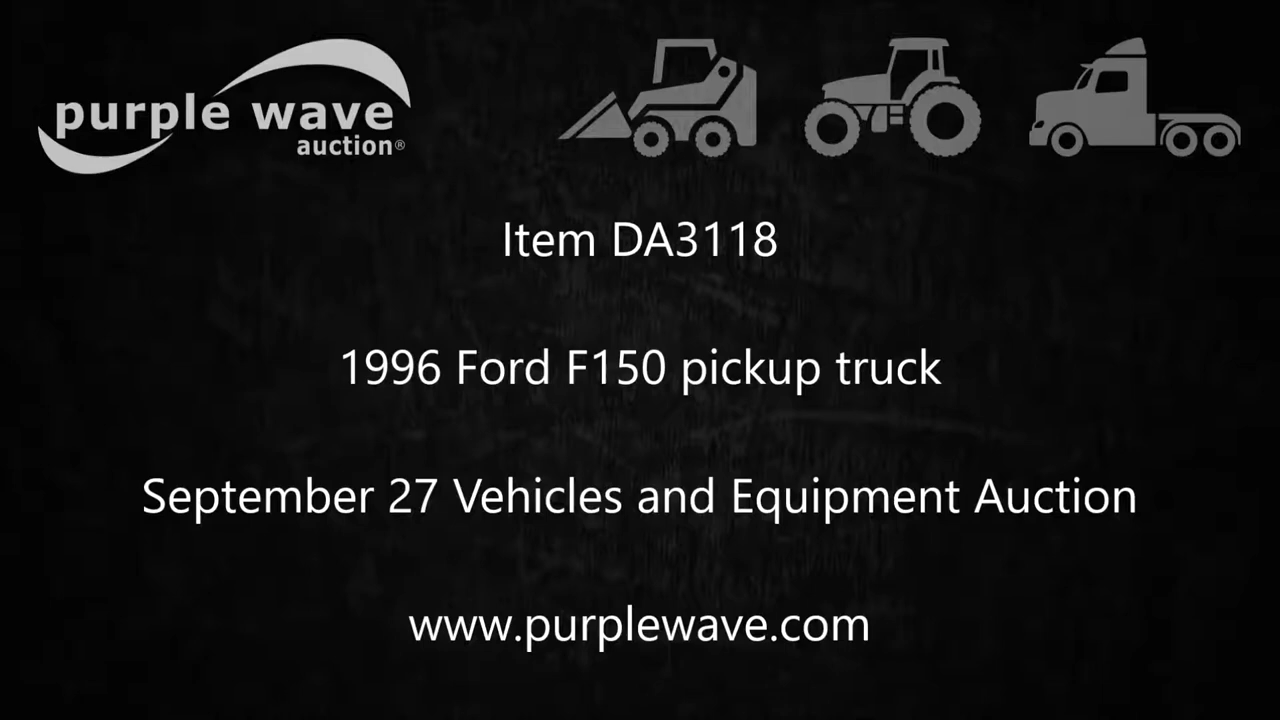 purple wave
auction®
Item DA3118
1996 Ford F150 pickup truck
September 27 Vehicles and Equipment Auction
www.purplewave.com